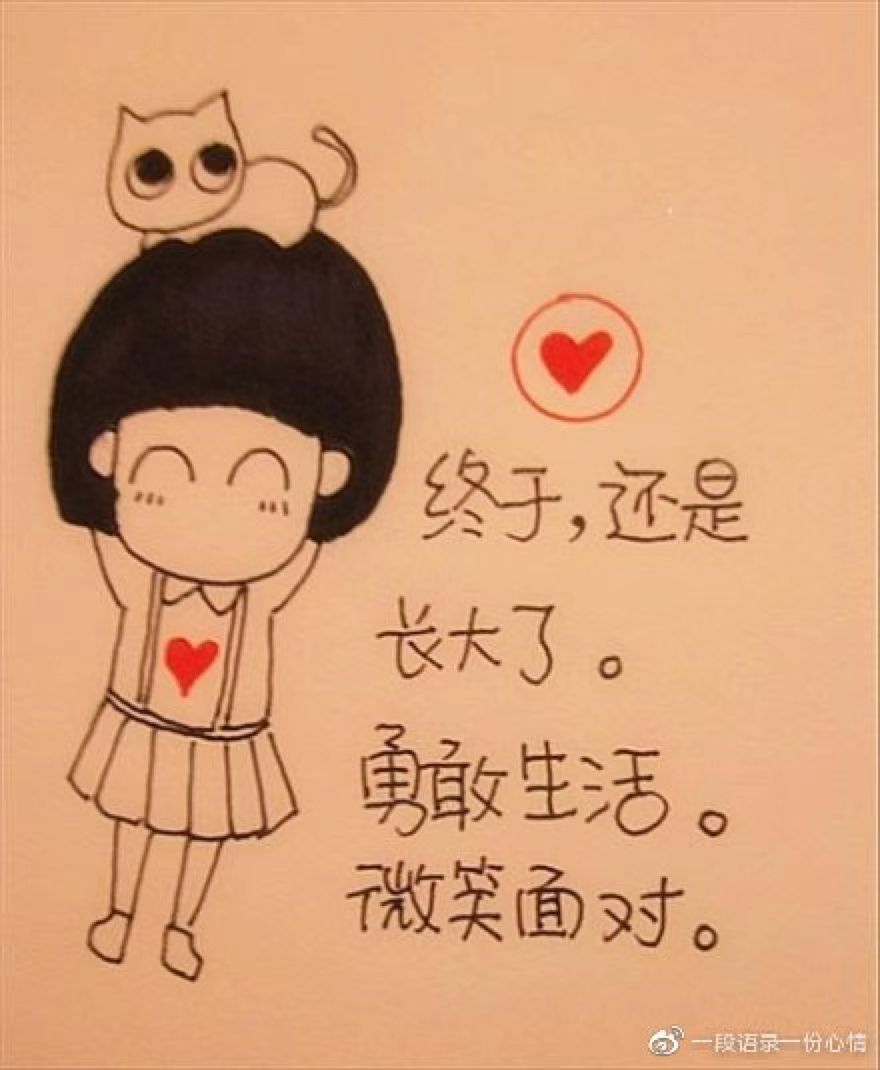 终于,还是
长大了。
勇敢生活。
微笑面对。
一段语录一份心情